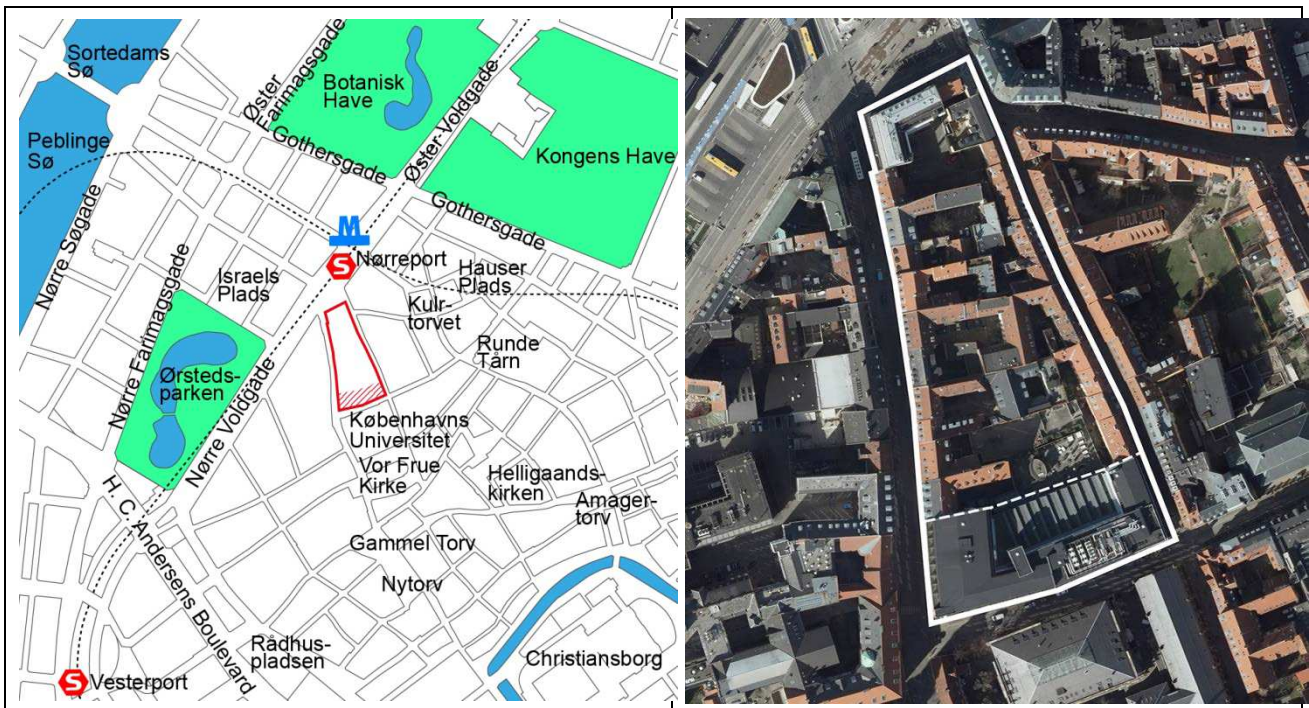 Sortedams
Sø
Øster
Farimagsgade
Botanisk
Have
Øster Voldgade
Peblinge
Sø
Gothersgade
Kongens Have
Nørre Søgade
Gothersgade
M
S
Nørreport
Israels
Plads
Hauser
Plads
Nørre Farimagsgade
Kulr-
torvet
Runde
Tårn
Ørsteds-
parken
Nørre Voldgade
Københavns
Universitet
Vor Frue
Kirke
Helligaands-
kirken
Amager-
torv
H. C. Andersens Boulevard
Gammel Torv
Nytorv
Rådhus-
pladsen
Christiansborg
S
Vesterport